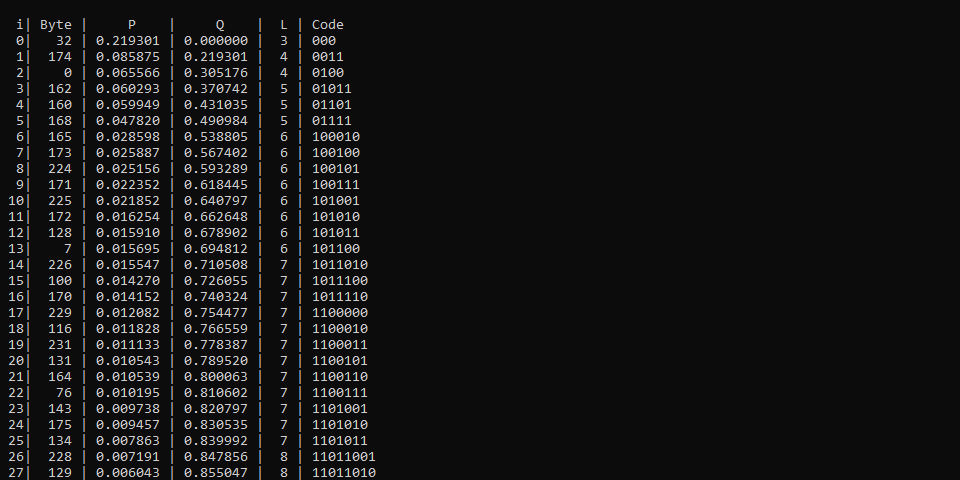 i| Byte | P | Q | L | Code
0| 32 | 0.219301 | 0.000000 | 3 | 000
1| 174 | 0.085875 | 0.219301 | 4 | 0011
2| 0 | 0.065566 | 0.305176 | 4 | 0100
3| 162 | 0.060293 | 0.370742 | 5 | 01011
4| 160 | 0.059949 | 0.431035 | 5 | 01101
5| 168 | 0.047820 | 0.490984 | 5 | 01111
6| 165 | 0.028598 | 0.538805 | 6 | 100010
7| 173 | 0.025887 | 0.567402 | 6 | 100100
8| 224 | 0.025156 | 0.593289 | 6 | 100101
9| 171 | 0.022352 | 0.618445 | 6 | 100111
10| 225 | 0.021852 | 0.640797 | 6 | 101001
11| 172 | 0.016254 | 0.662648 | 6 | 101010
12| 128 | 0.015910 | 0.678902 | 6 | 101011
13| 7 | 0.015695 | 0.694812 | 6 | 101100
14| 226 | 0.015547 | 0.710508 | 7 | 1011010
15| 100 | 0.014270 | 0.726055 | 7 | 1011100
16| 170 | 0.014152 | 0.740324 | 7 | 1011110
17| 229 | 0.012082 | 0.754477 | 7 | 1100000
18| 116 | 0.011828 | 0.766559 | 7 | 1100010
19| 231 | 0.011133 | 0.778387 | 7 | 1100011
20| 131 | 0.010543 | 0.789520 | 7 | 1100101
21| 164 | 0.010539 | 0.800063 | 7 | 1100110
22| 76 | 0.010195 | 0.810602 | 7 | 1100111
23| 143 | 0.009738 | 0.820797 | 7 | 1101001
24| 175 | 0.009457 | 0.830535 | 7 | 1101010
25| 134 | 0.007863 | 0.839992 | 7 | 1101011
26| 228 | 0.007191 | 0.847856 | 8 | 11011001
27| 129 | 0.006043 | 0.855047 | 8 | 11011010